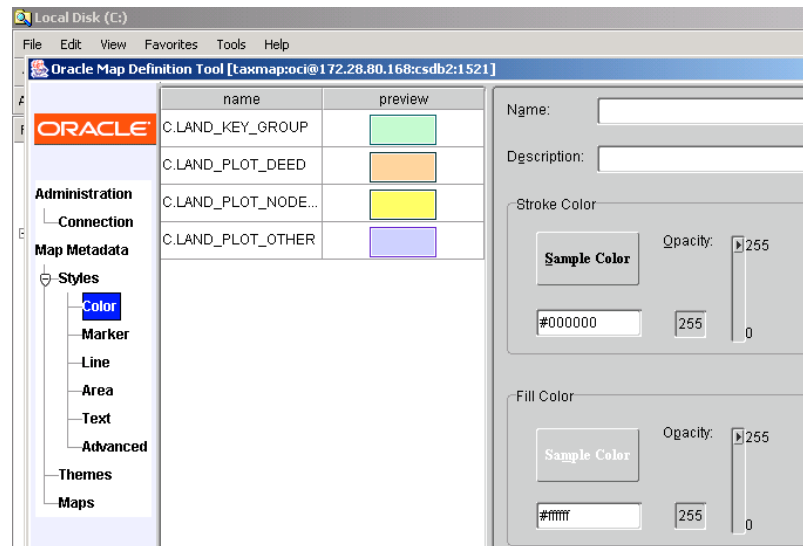 Local Disk (C:)
File Edit View Favorites Tools Help
Oracle Map Definition Tool [taxmap:oci@172.28.80.168:csdb2:1521]
ORACLE
Administration
Connection
Map Metadata
Styles
Color
Marker
Line
Area
Text
Advanced
Themes
Maps
name preview
C.LAND_KEY_GROUP
C.LAND_PLOT_DEED
C.LAND_PLOT_NODE...
C.LAND_PLOT_OTHER
Name:
Description:
Stroke Color
Sample Color
Opacity:
255
0
#000000
255
Fill Color
Sample Color
Opacity:
255
0
#ffffff
255